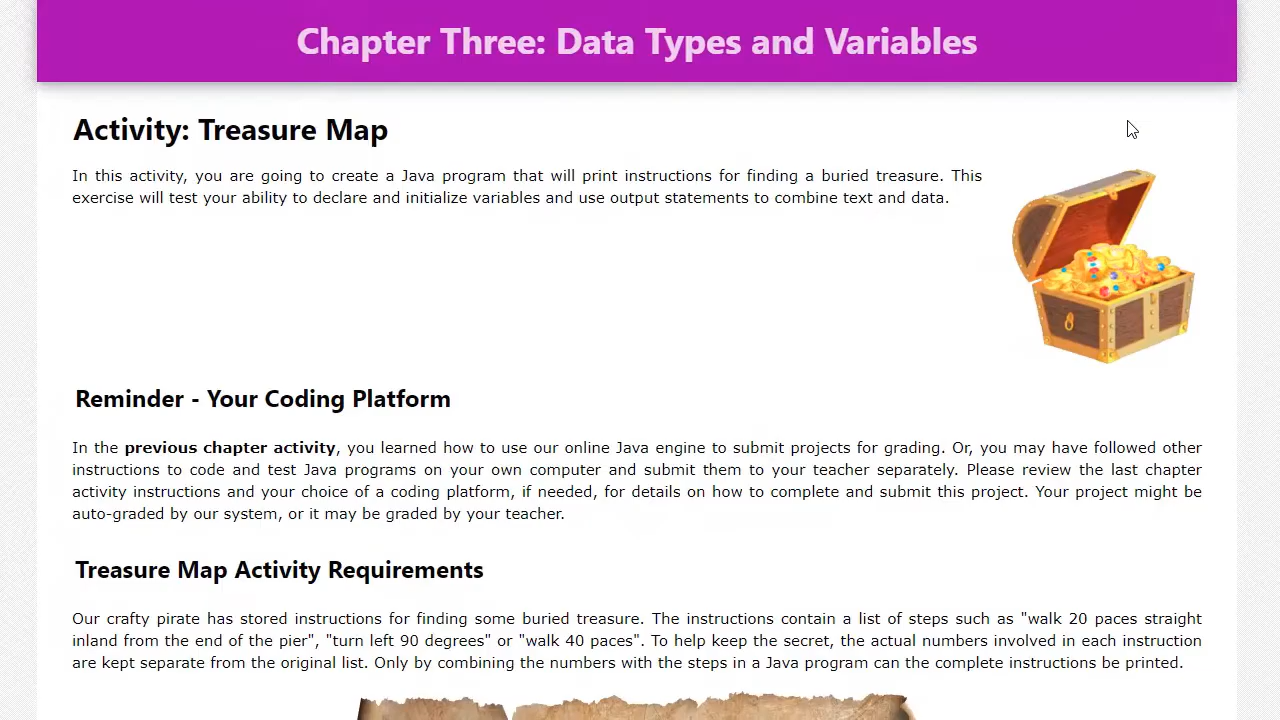 Chapter Three: Data Types and Variables
Activity: Treasure Map
In this activity, you are going to create a Java program that will print instructions for finding a buried treasure. This
exercise will test your ability to declare and initialize variables and use output statements to combine text and data.
Reminder - Your Coding Platform
In the previous chapter activity, you learned how to use our online Java engine to submit projects for grading. Or, you may have followed other
instructions to code and test Java programs on your own computer and submit them to your teacher separately. Please review the last chapter
activity instructions and your choice of a coding platform, if needed, for details on how to complete and submit this project. Your project might be
auto-graded by our system, or it may be graded by your teacher.
Treasure Map Activity Requirements
Our crafty pirate has stored instructions for finding some buried treasure. The instructions contain a list of steps such as "walk 20 paces straight
inland from the end of the pier", "turn left 90 degrees" or "walk 40 paces". To help keep the secret, the actual numbers involved in each instruction
are kept separate from the original list. Only by combining the numbers with the steps in a Java program can the complete instructions be printed.